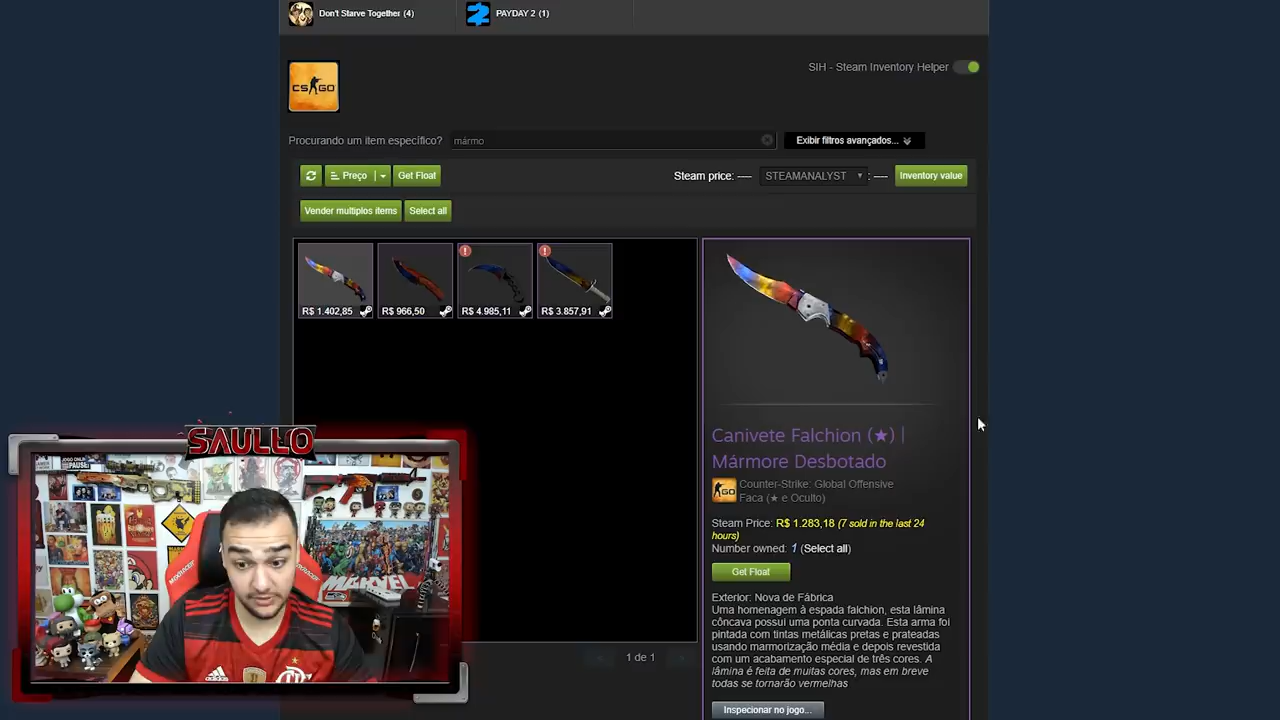 Don't Starve Together (4)
PAYDAY 2 (1)
CS GO
SIH - Steam Inventory Helper
Procurando um item específico?
mármo
Exibir filtros avançados...
Preço
Get Float
Steam price: ----
STEAMANALYST
: ----
Inventory value
Vender multiplos items
Select all
R$ 1.402,85
R$ 966,50
R$ 4.985,11
R$ 3.857,91
Canivete Falchion (★) |
Mármore Desbotado
GO
Counter-Strike: Global Offensive
Faca (★ e Oculto)
Steam Price: R$ 1.283,18 (7 sold in the last 24
hours)
Number owned: 1 (Select all)
Get Float
Exterior: Nova de Fábrica
Uma homenagem à espada falchion, esta lâmina
côncava possui uma ponta curvada. Esta arma foi
pintada com tintas metálicas pretas e prateadas
usando marmorização média e depois revestida
com um acabamento especial de três cores. A
lâmina é feita de muitas cores, mas em breve
todas se tornarão vermelhas
Inspecionar no jogo...
1 de 1
SAULLO
MARVEL